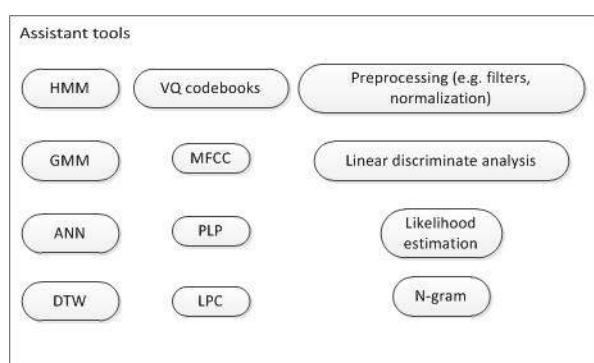 Assistant tools
HMM
VQ codebooks
Preprocessing (e.g. filters,
normalization)
GMM
MFCC
Linear discriminate analysis
ANN
PLP
Likelihood
estimation
DTW
LPC
N-gram